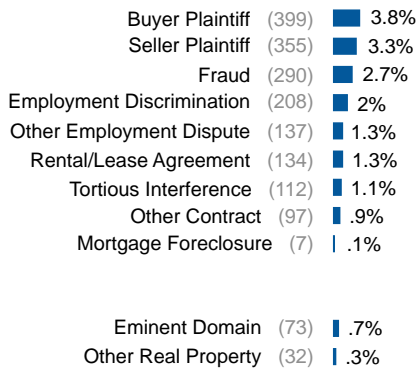 Buyer Plaintiff (399) 3.8%
Seller Plaintiff (355) 3.3%
Fraud (290) 2.7%
Employment Discrimination (208) 2%
Other Employment Dispute (137) 1.3%
Rental/Lease Agreement (134) 1.3%
Tortious Interference (112) 1.1%
Other Contract (97) .9%
Mortgage Foreclosure (7) .1%
Eminent Domain (73) .7%
Other Real Property (32) .3%